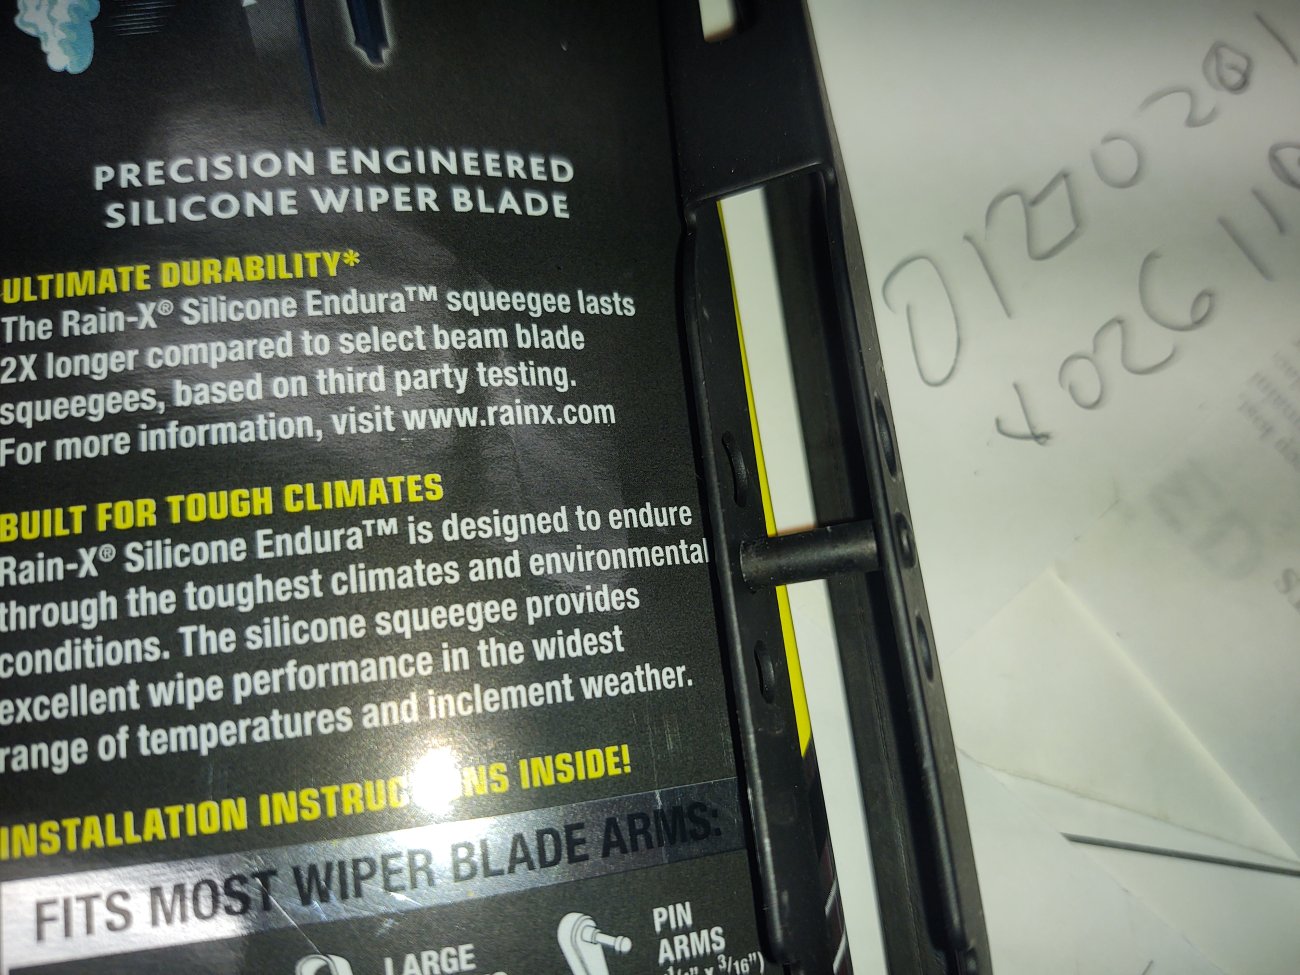 PRECISION ENGINEERED
SILICONE WIPER BLADE
ULTIMATE DURABILITY*
The Rain-X® Silicone Endura™ squeegee lasts
2X longer compared to select beam blade
squeegees, based on third party testing.
For more information, visit www.rainx.com
BUILT FOR TOUGH CLIMATES
Rain-X® Silicone Endura™ is designed to endure
through the toughest climates and environmental
conditions. The silicone squeegee provides
excellent wipe performance in the widest
range of temperatures and inclement weather.
INSTALLATION INSTRUCTIONS INSIDE!
FITS MOST WIPER BLADE ARMS:
LARGE
PIN
ARMS
x 3/16")